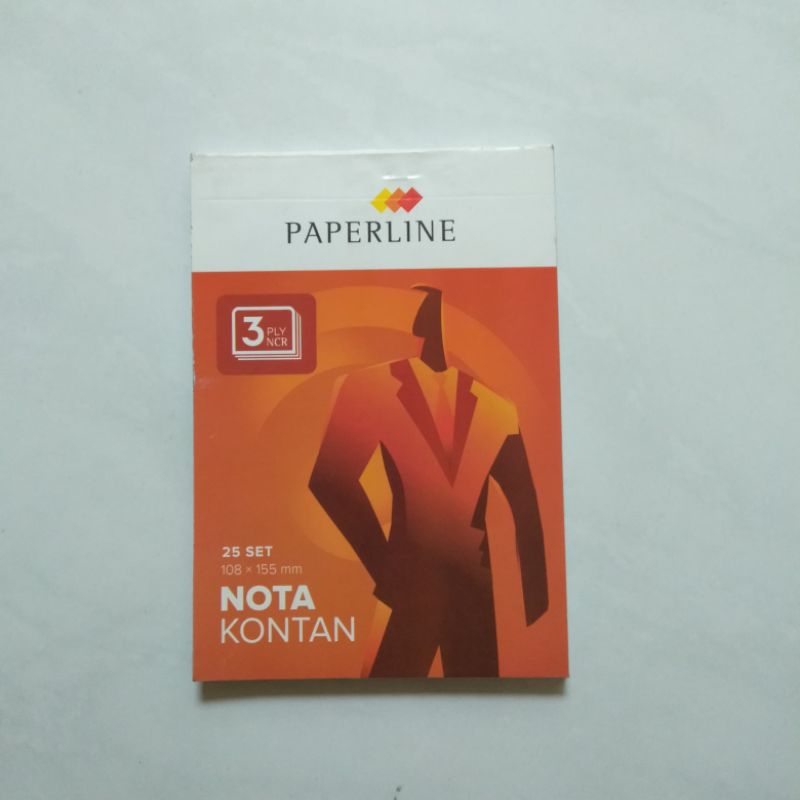 PAPERLINE
3 PLY
NCR
25 SET
108 × 155 mm
NOTA
KONTAN